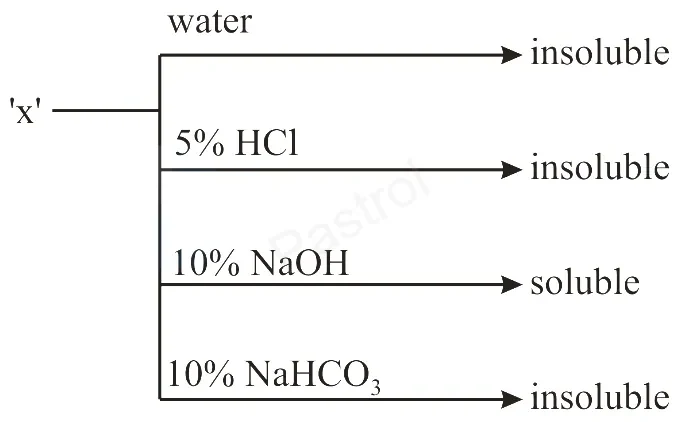 water
insoluble
'x'
5% HCl
insoluble
10% NaOH
soluble
10% NaHCO₃
insoluble